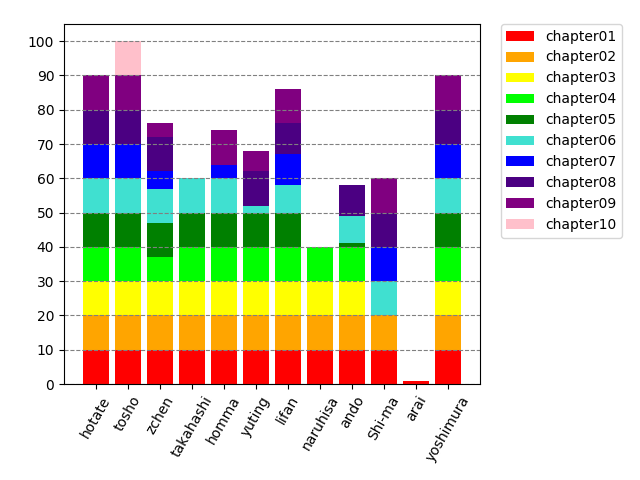 100
90
80
70
60
50
40
30
20
10
0
hotate
tosho
zchen
takahashi
homma
yuting
lifan
naruhisa
ando
Shi-ma
arai
yoshimura
chapter01
chapter02
chapter03
chapter04
chapter05
chapter06
chapter07
chapter08
chapter09
chapter10